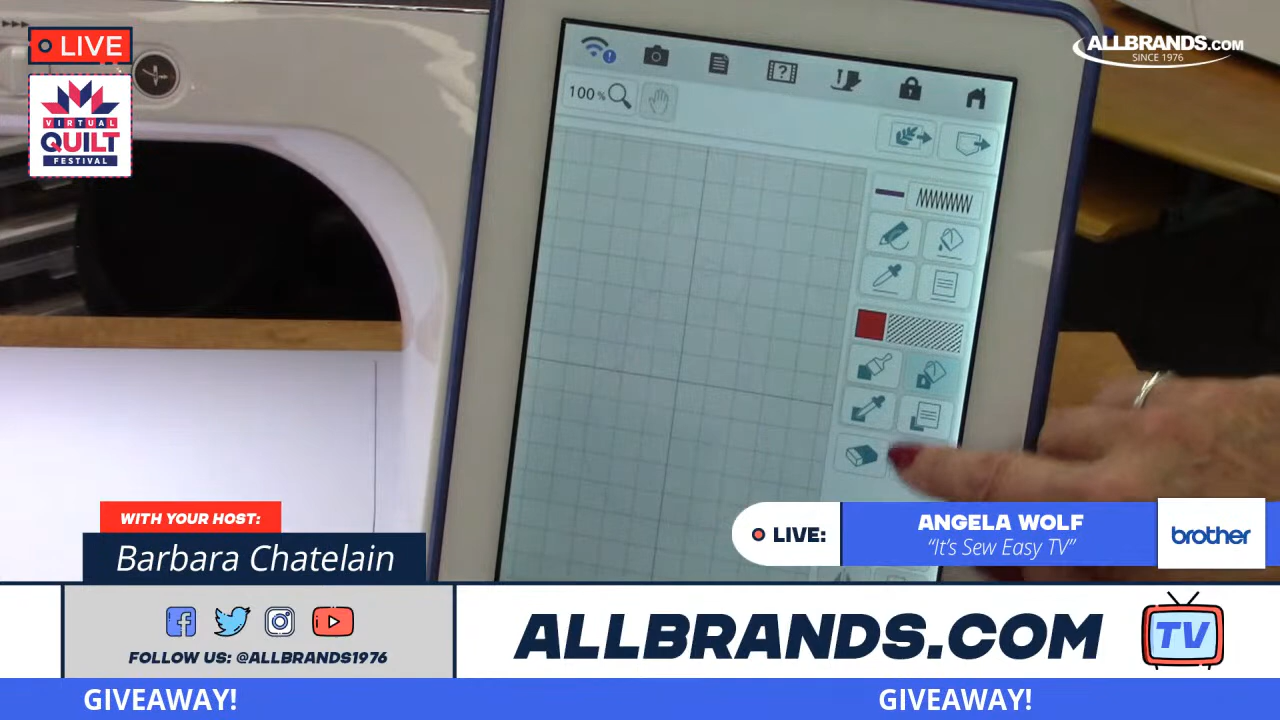 LIVE
VIRTUAL
QUILT
FESTIVAL
ALLBRANDS.COM
SINCE 1976
100 %
?
WITH YOUR HOST:
Barbara Chatelain
LIVE:
ANGELA WOLF
“It's Sew Easy TV”
brother
FOLLOW US: @ALLBRANDS1976
ALLBRANDS.COM
TV
GIVEAWAY!
GIVEAWAY!